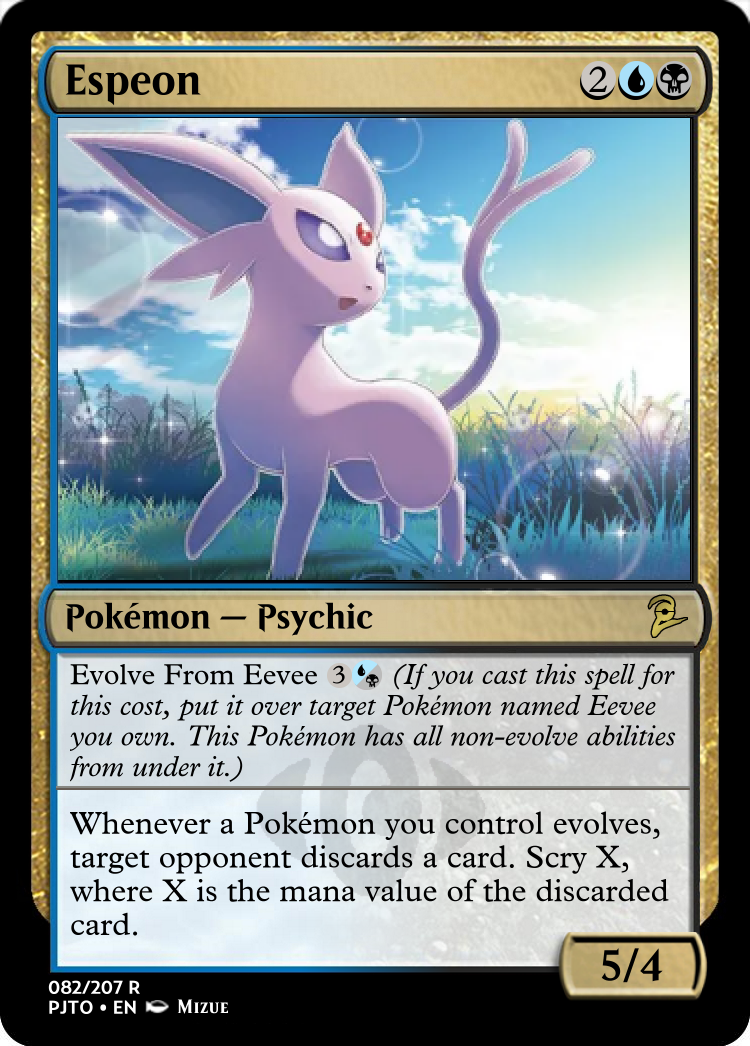 Espeon 2
Pokémon — Psychic
Evolve From Eevee 3 (If you cast this spell for
this cost, put it over target Pokémon named Eevee
you own. This Pokémon has all non-evolve abilities
from under it.)
Whenever a Pokémon you control evolves,
target opponent discards a card. Scry X,
where X is the mana value of the discarded
card.
5/4
082/207 R
PJTO • EN Mizue